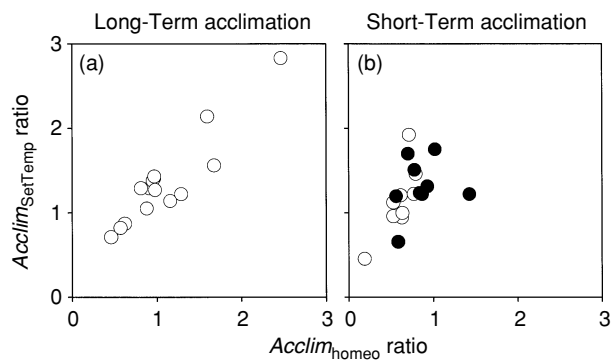 Long-Term acclimation Short-Term acclimation
3 (a) (b)
2
Acclim_SetTemp ratio
1
0
0 1 2 3 0 1 2 3
Acclim_homeo ratio